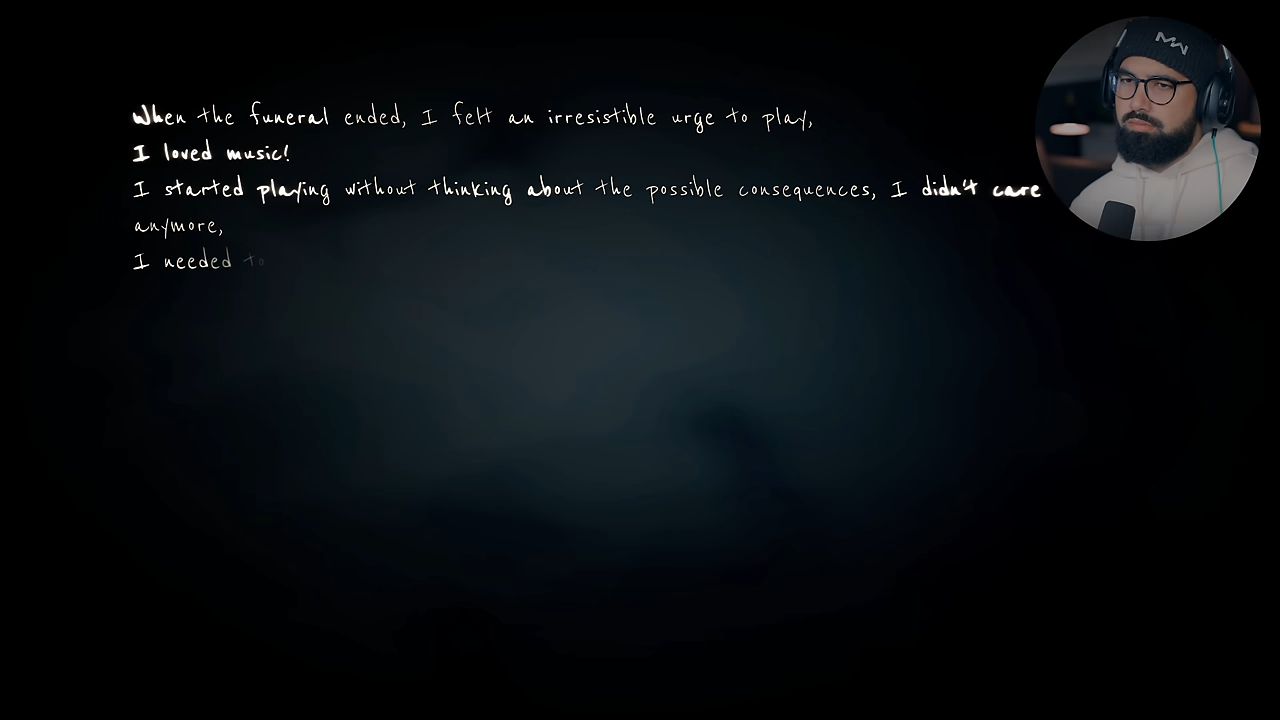 When the funeral ended, I felt an irresistible urge to play,
I loved music!
I started playing without thinking about the possible consequences, I didn't care
anymore,
I needed to